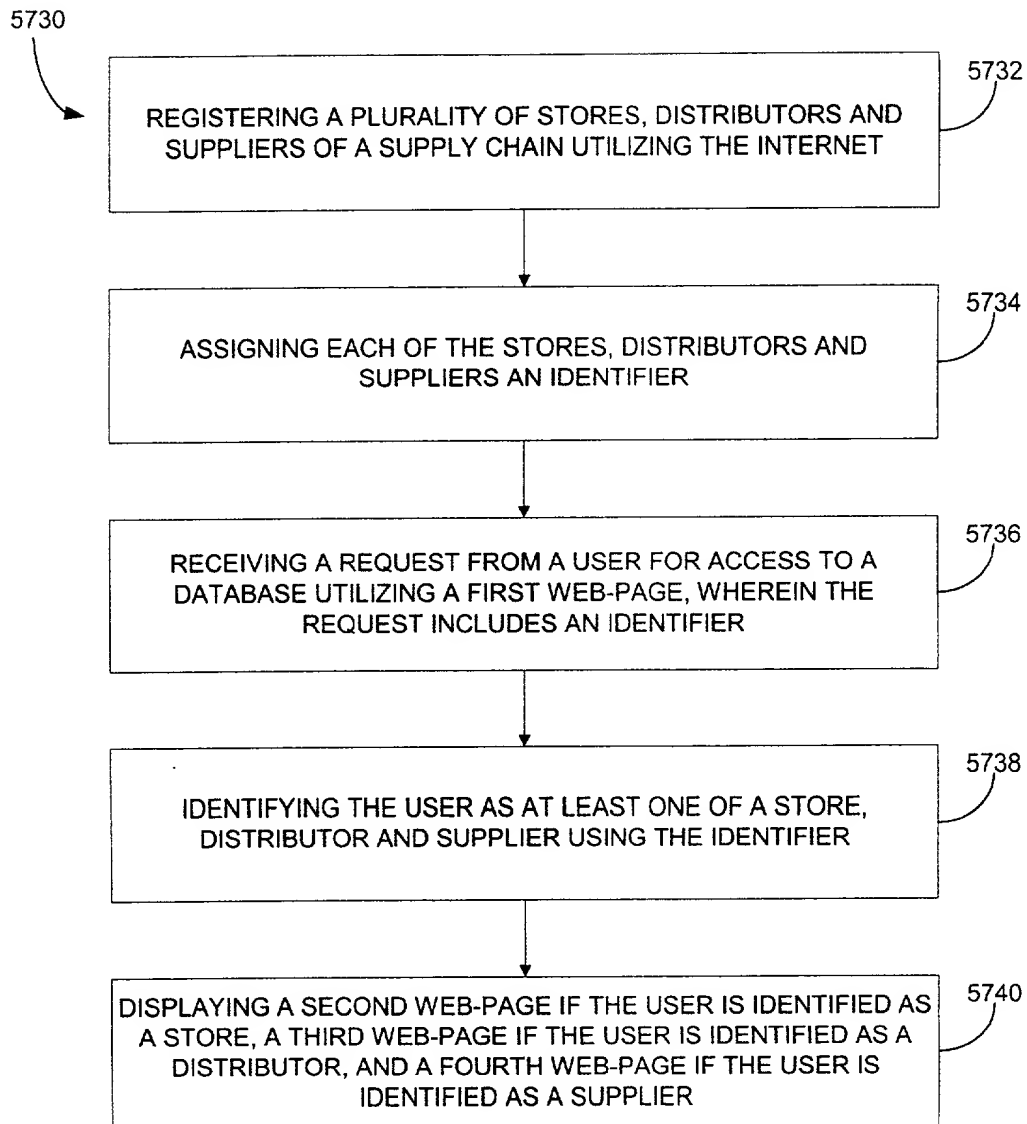 5730
5732
REGISTERING A PLURALITY OF STORES, DISTRIBUTORS AND
SUPPLIERS OF A SUPPLY CHAIN UTILIZING THE INTERNET
5734
ASSIGNING EACH OF THE STORES, DISTRIBUTORS AND
SUPPLIERS AN IDENTIFIER
5736
RECEIVING A REQUEST FROM A USER FOR ACCESS TO A
DATABASE UTILIZING A FIRST WEB-PAGE, WHEREIN THE
REQUEST INCLUDES AN IDENTIFIER
5738
IDENTIFYING THE USER AS AT LEAST ONE OF A STORE,
DISTRIBUTOR AND SUPPLIER USING THE IDENTIFIER
5740
DISPLAYING A SECOND WEB-PAGE IF THE USER IS IDENTIFIED AS
A STORE, A THIRD WEB-PAGE IF THE USER IS IDENTIFIED AS A
DISTRIBUTOR, AND A FOURTH WEB-PAGE IF THE USER IS
IDENTIFIED AS A SUPPLIER